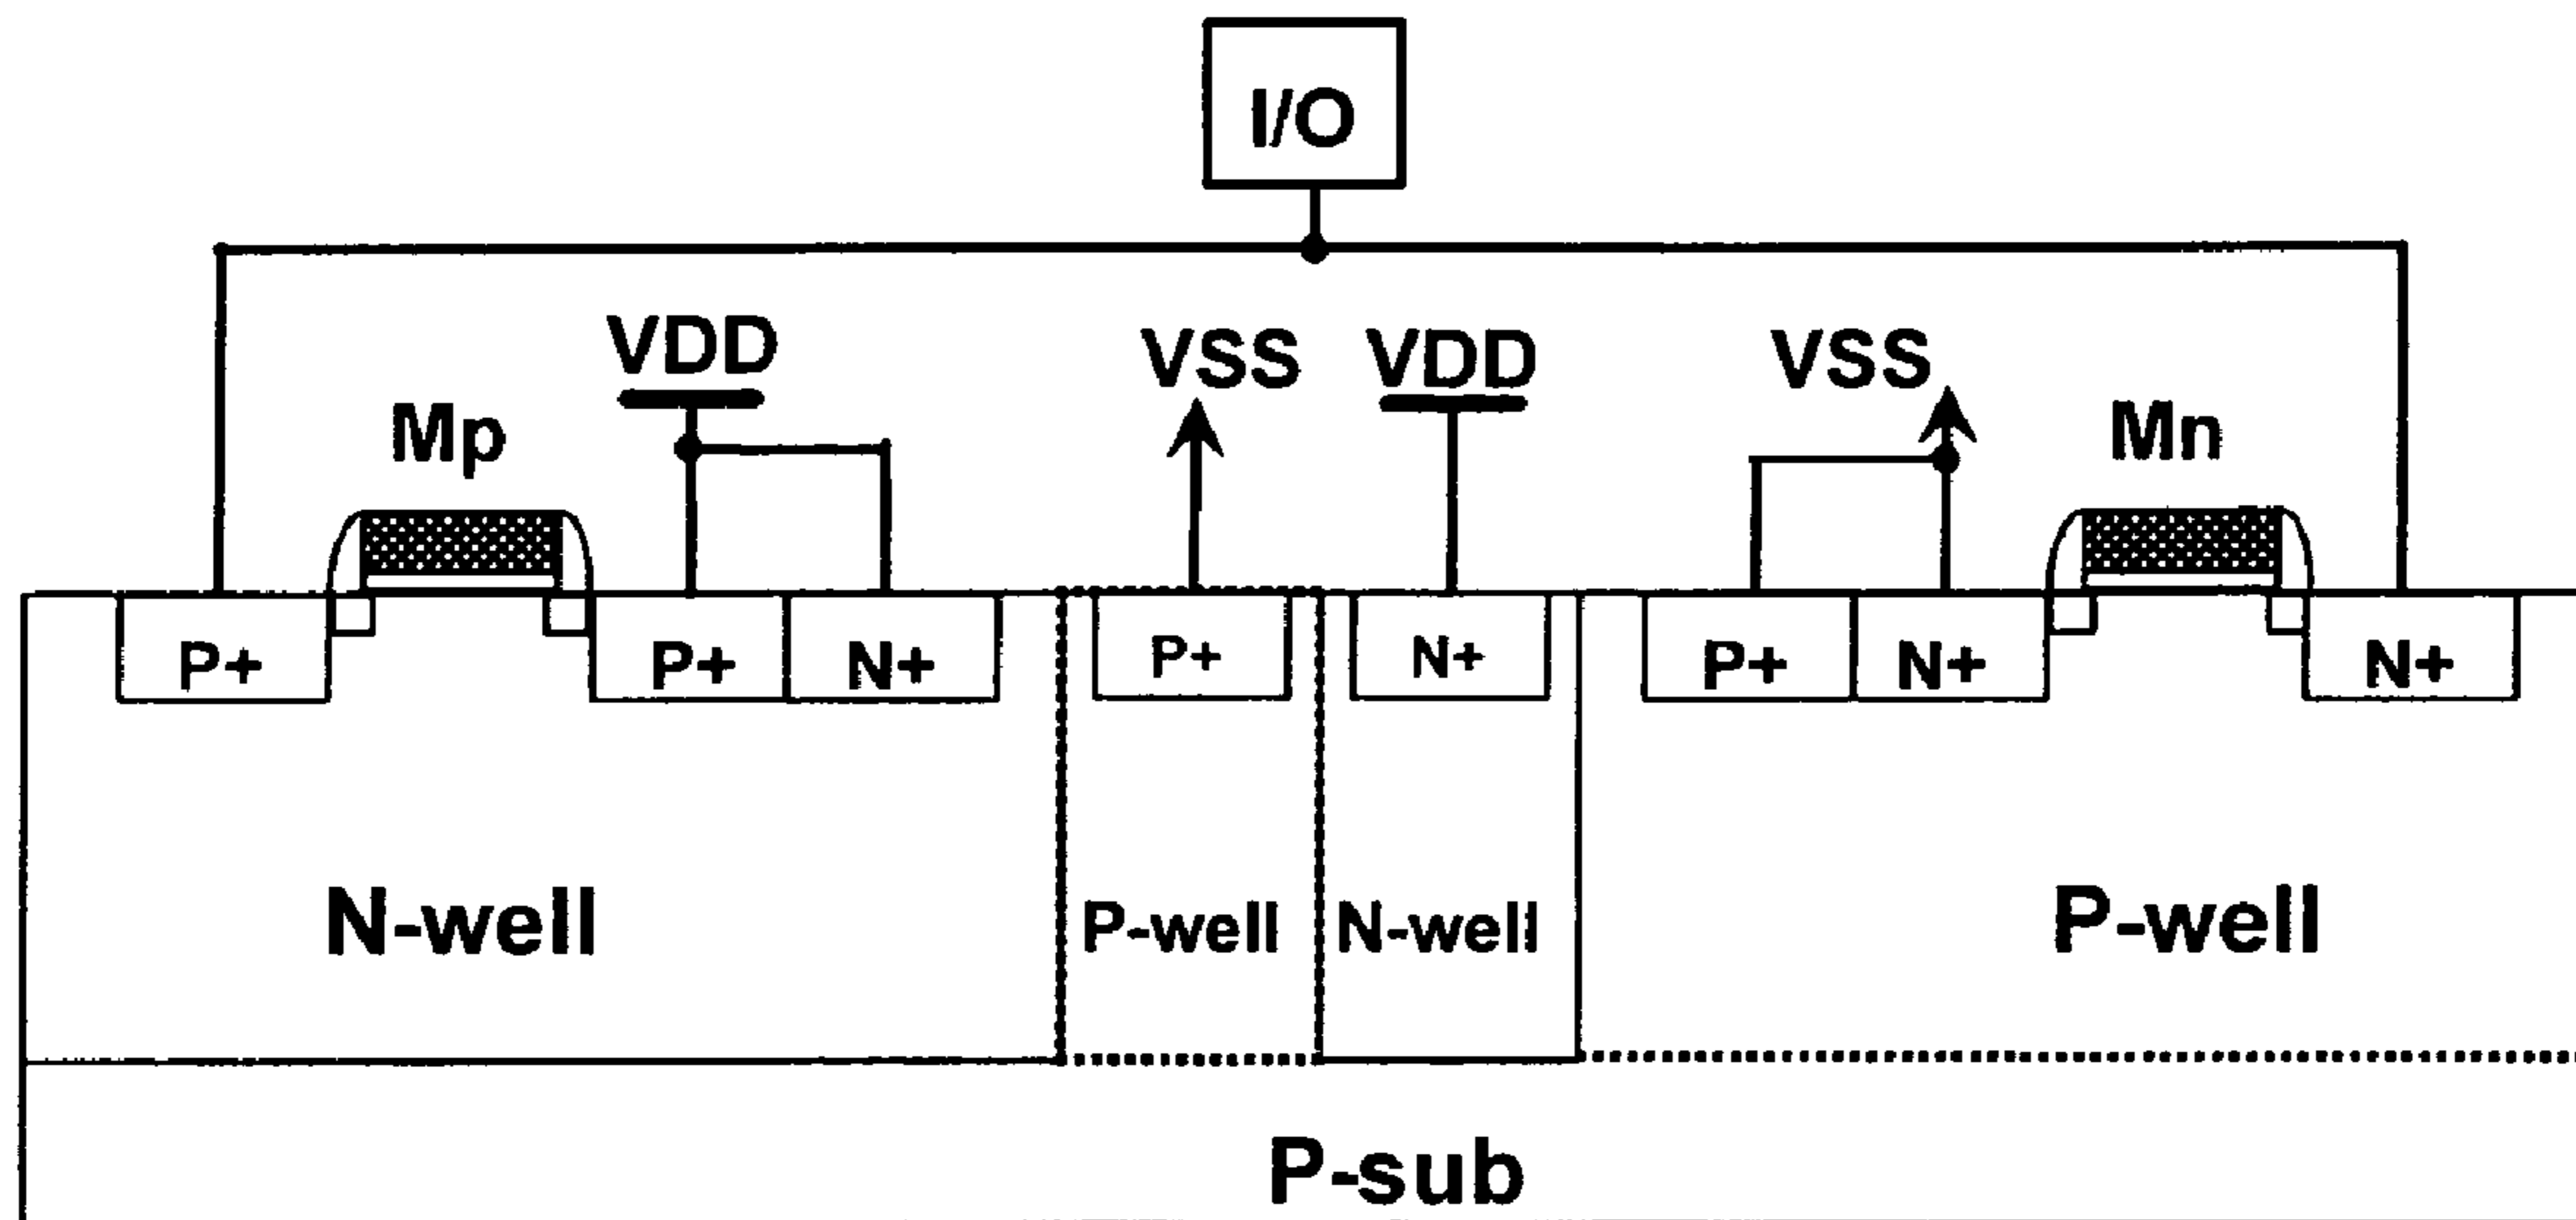 I/O
VDD
VSS
VDD
VSS
Mp
Mn
P+
P+
N+
P+
N+
P+
N+
N+
N-well
P-well
N-well
P-well
P-sub